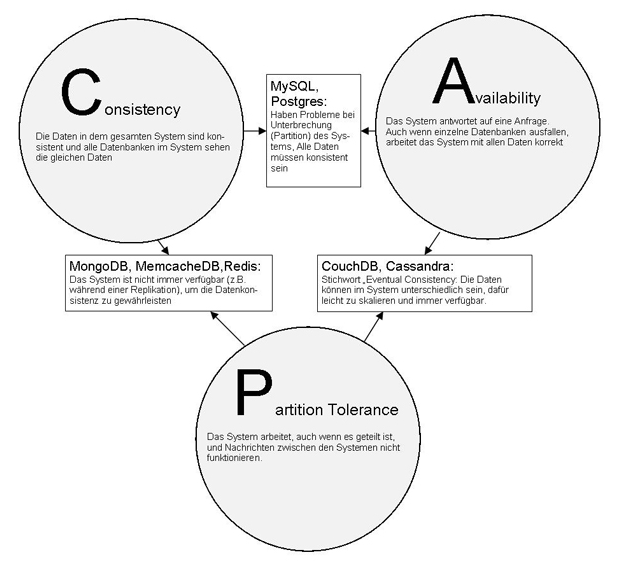 Consistency
Die Daten in dem gesamten System sind kon-
sistent und alle Datenbanken im System sehen
die gleichen Daten
MySQL,
Postgres:
Haben Probleme bei
Unterbrechung
(Partition) des Sys-
tems, Alle Daten
müssen konsistent
sein
Availability
Das System antwortet auf eine Anfrage.
Auch wenn einzelne Datenbanken ausfallen,
arbeitet das System mit allen Daten korrekt
MongoDB, MemcacheDB,Redis:
Das System ist nicht immer verfügbar (z.B.
während einer Replikation), um die Datenkon-
sistenz zu gewährleisten
CouchDB, Cassandra:
Stichwort „Eventual Consistency: Die Daten
können im System unterschiedlich sein, dafür
leicht zu skalieren und immer verfügbar.
Partition Tolerance
Das System arbeitet, auch wenn es geteilt ist,
und Nachrichten zwischen den Systemen nicht
funktionieren.